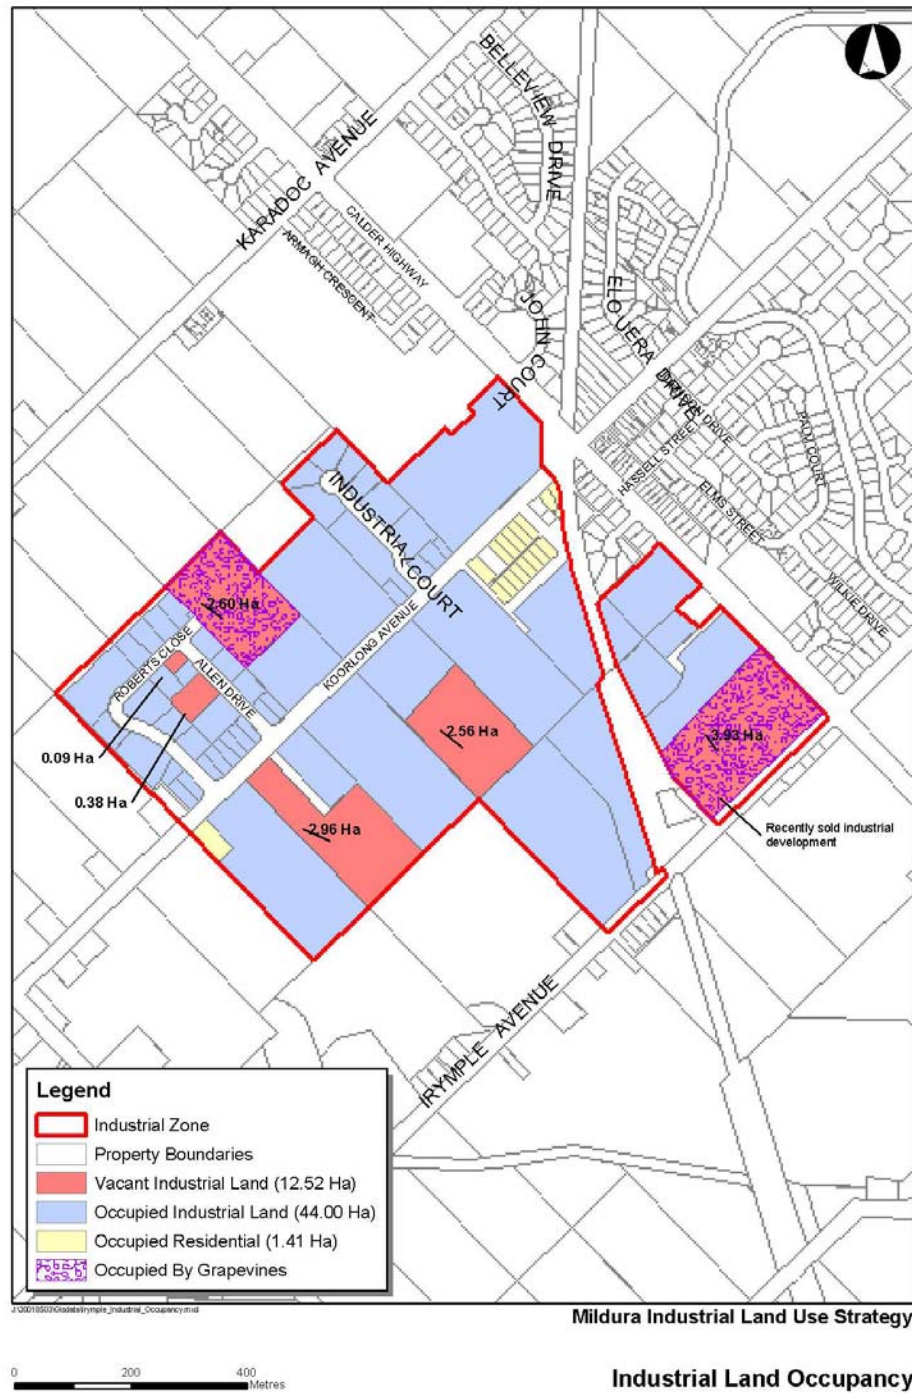 BELLEVIEW DRIVE
KARADOC AVENUE
CALDER HIGHWAY
ARMAGH CRESCENT
JOHN COURT
ELOUERA DRIVE
HASSELL STREET
PALM COURT
ELMS STREET
WILKIE DRIVE
INDUSTRIAL COURT
KOORLONG AVENUE
2.60 Ha
ROBERTS CLOSE
ALLEN DRIVE
0.09 Ha
0.38 Ha
2.56 Ha
2.96 Ha
3.93 Ha
Recently sold industrial
development
IRYMPLE AVENUE
Legend
Industrial Zone
Property Boundaries
Vacant Industrial Land (12.52 Ha)
Occupied Industrial Land (44.00 Ha)
Occupied Residential (1.41 Ha)
Occupied By Grapevines
Mildura Industrial Land Use Strategy
0 200 400
Metres
Industrial Land Occupancy